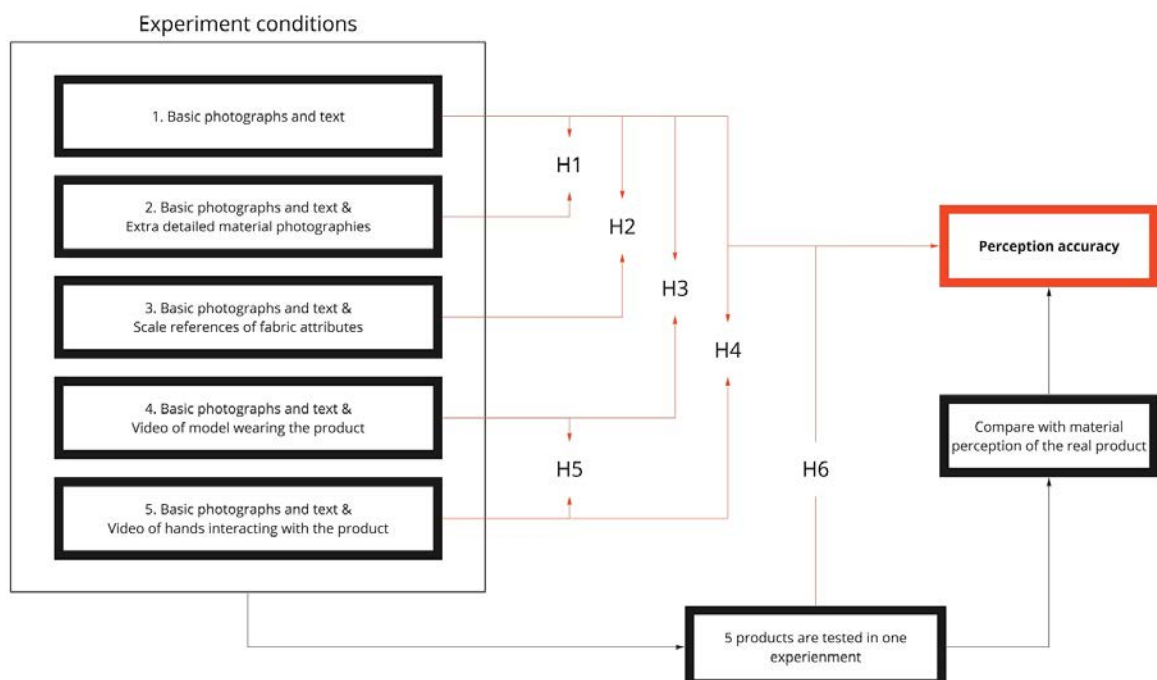 Experiment conditions
1. Basic photographs and text
2. Basic photographs and text &
Extra detailed material photographies
3. Basic photographs and text &
Scale references of fabric attributes
4. Basic photographs and text &
Video of model wearing the product
5. Basic photographs and text &
Video of hands interacting with the product
H1
H2
H3
H4
H5
H6
Perception accuracy
Compare with material
perception of the real product
5 products are tested in one
experienment